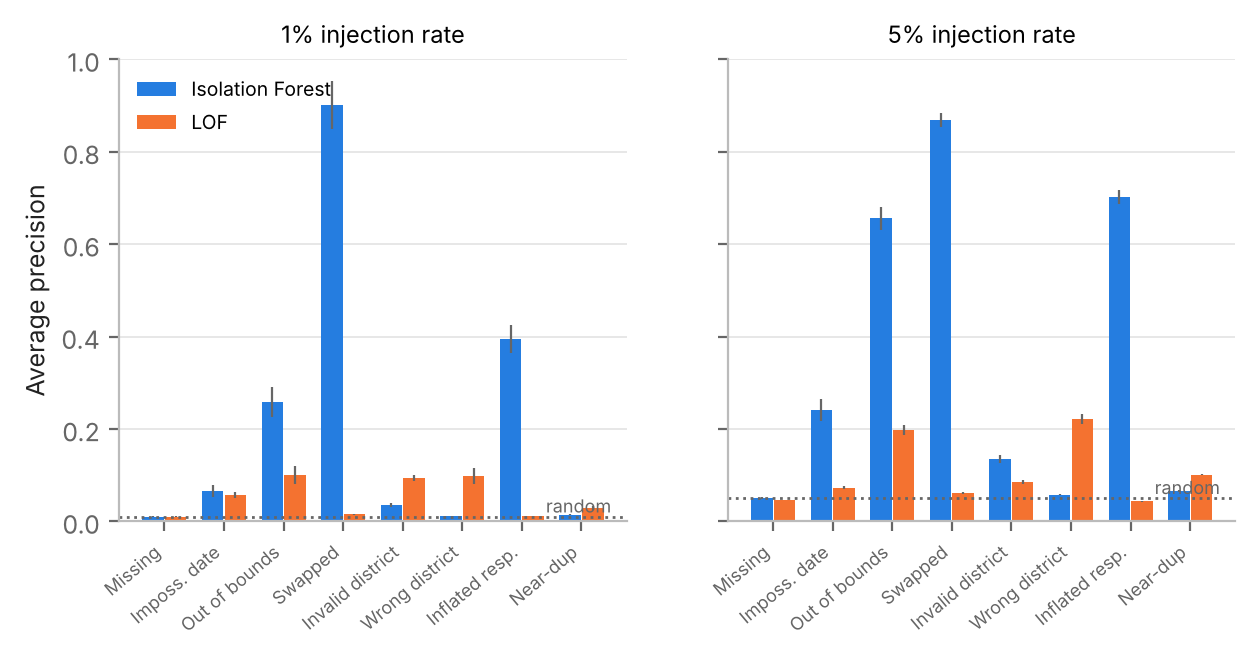 1% injection rate
5% injection rate
Isolation Forest
LOF
Average precision
1.0
0.8
0.6
0.4
0.2
0.0
random
random
Missing
Imposs. date
Out of bounds
Swapped
Invalid district
Wrong district
Inflated resp.
Near-dup
Missing
Imposs. date
Out of bounds
Swapped
Invalid district
Wrong district
Inflated resp.
Near-dup